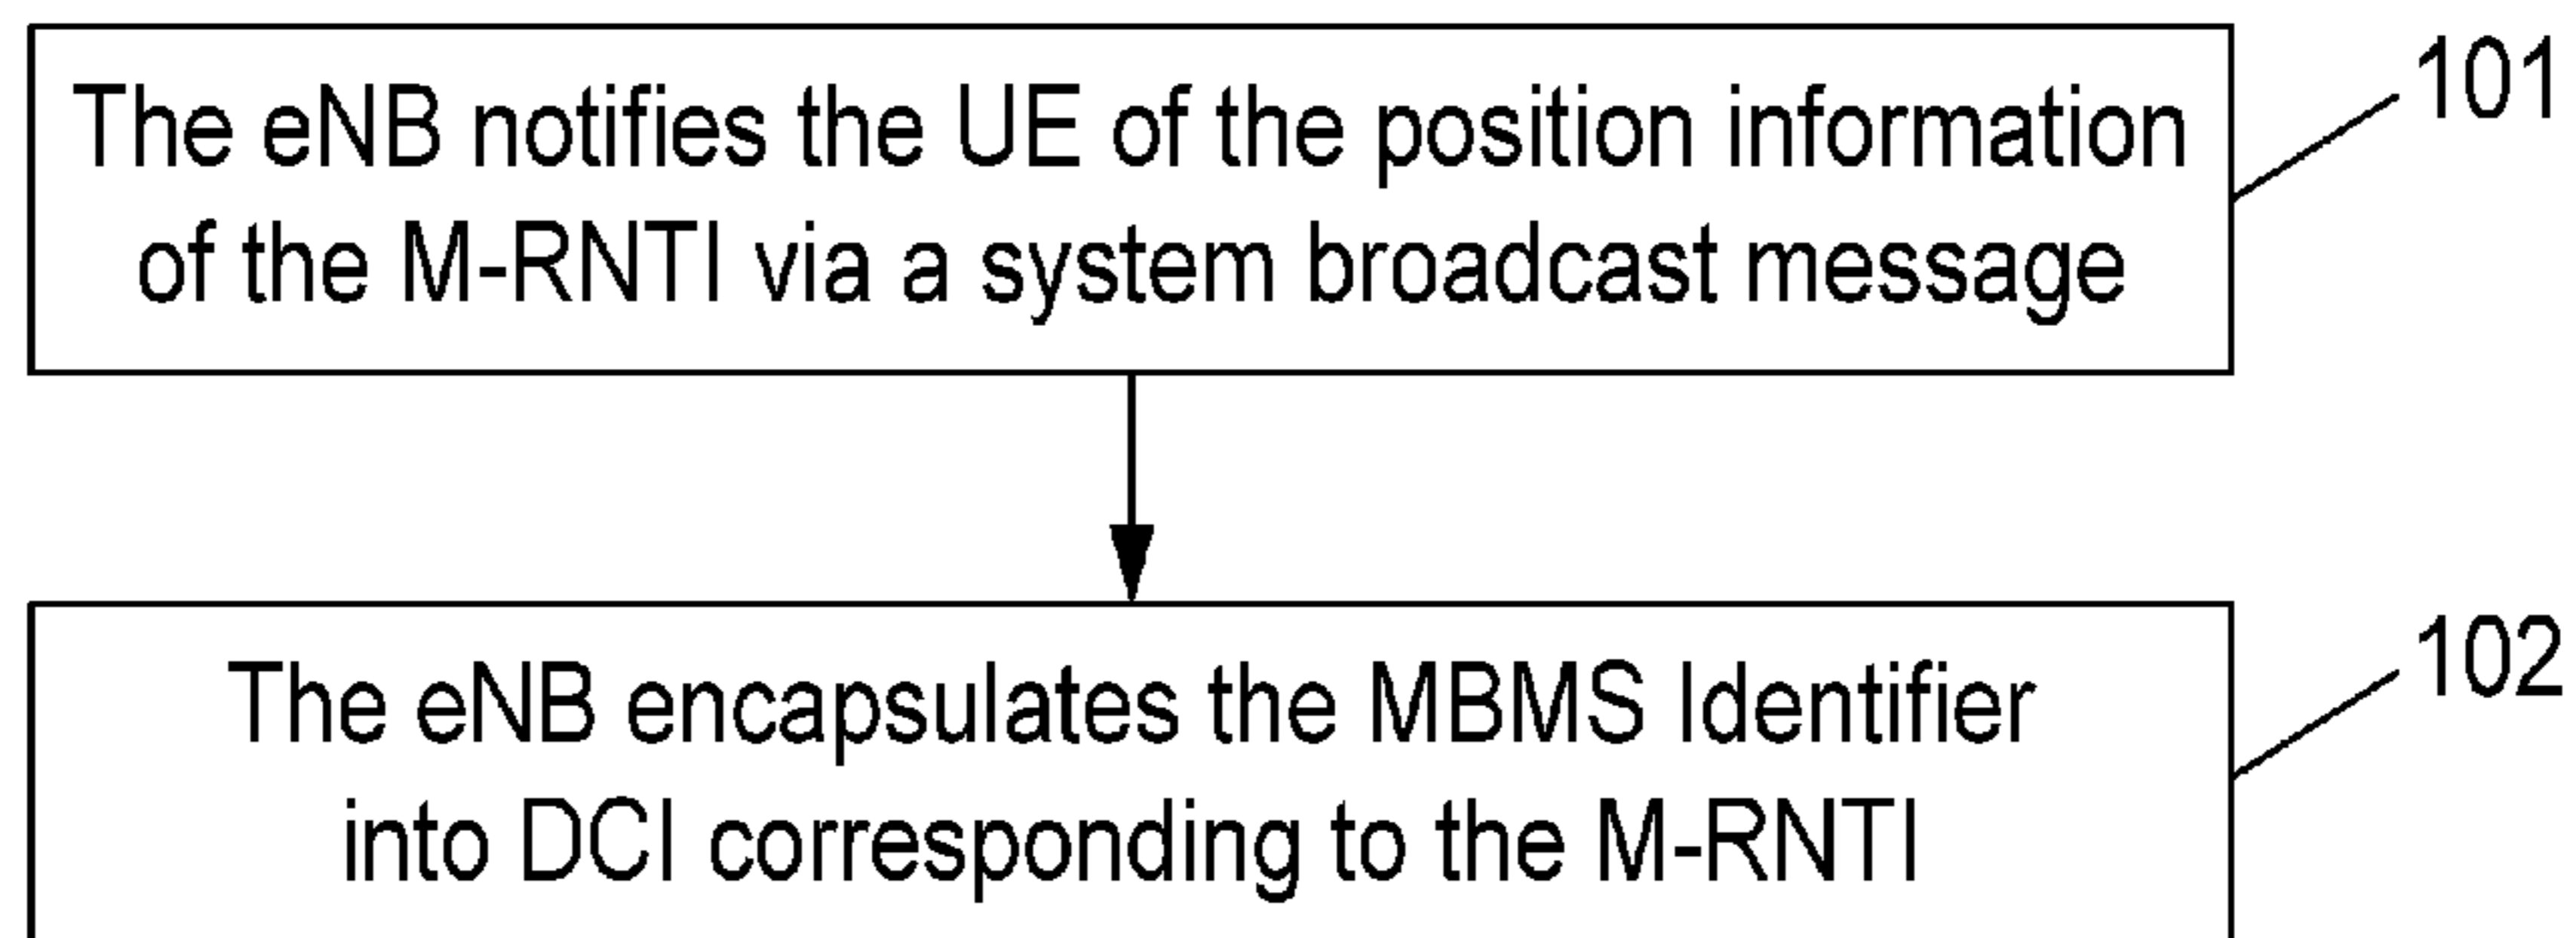 The eNB notifies the UE of the position information
of the M-RNTI via a system broadcast message
101
The eNB encapsulates the MBMS Identifier
into DCI corresponding to the M-RNTI
102